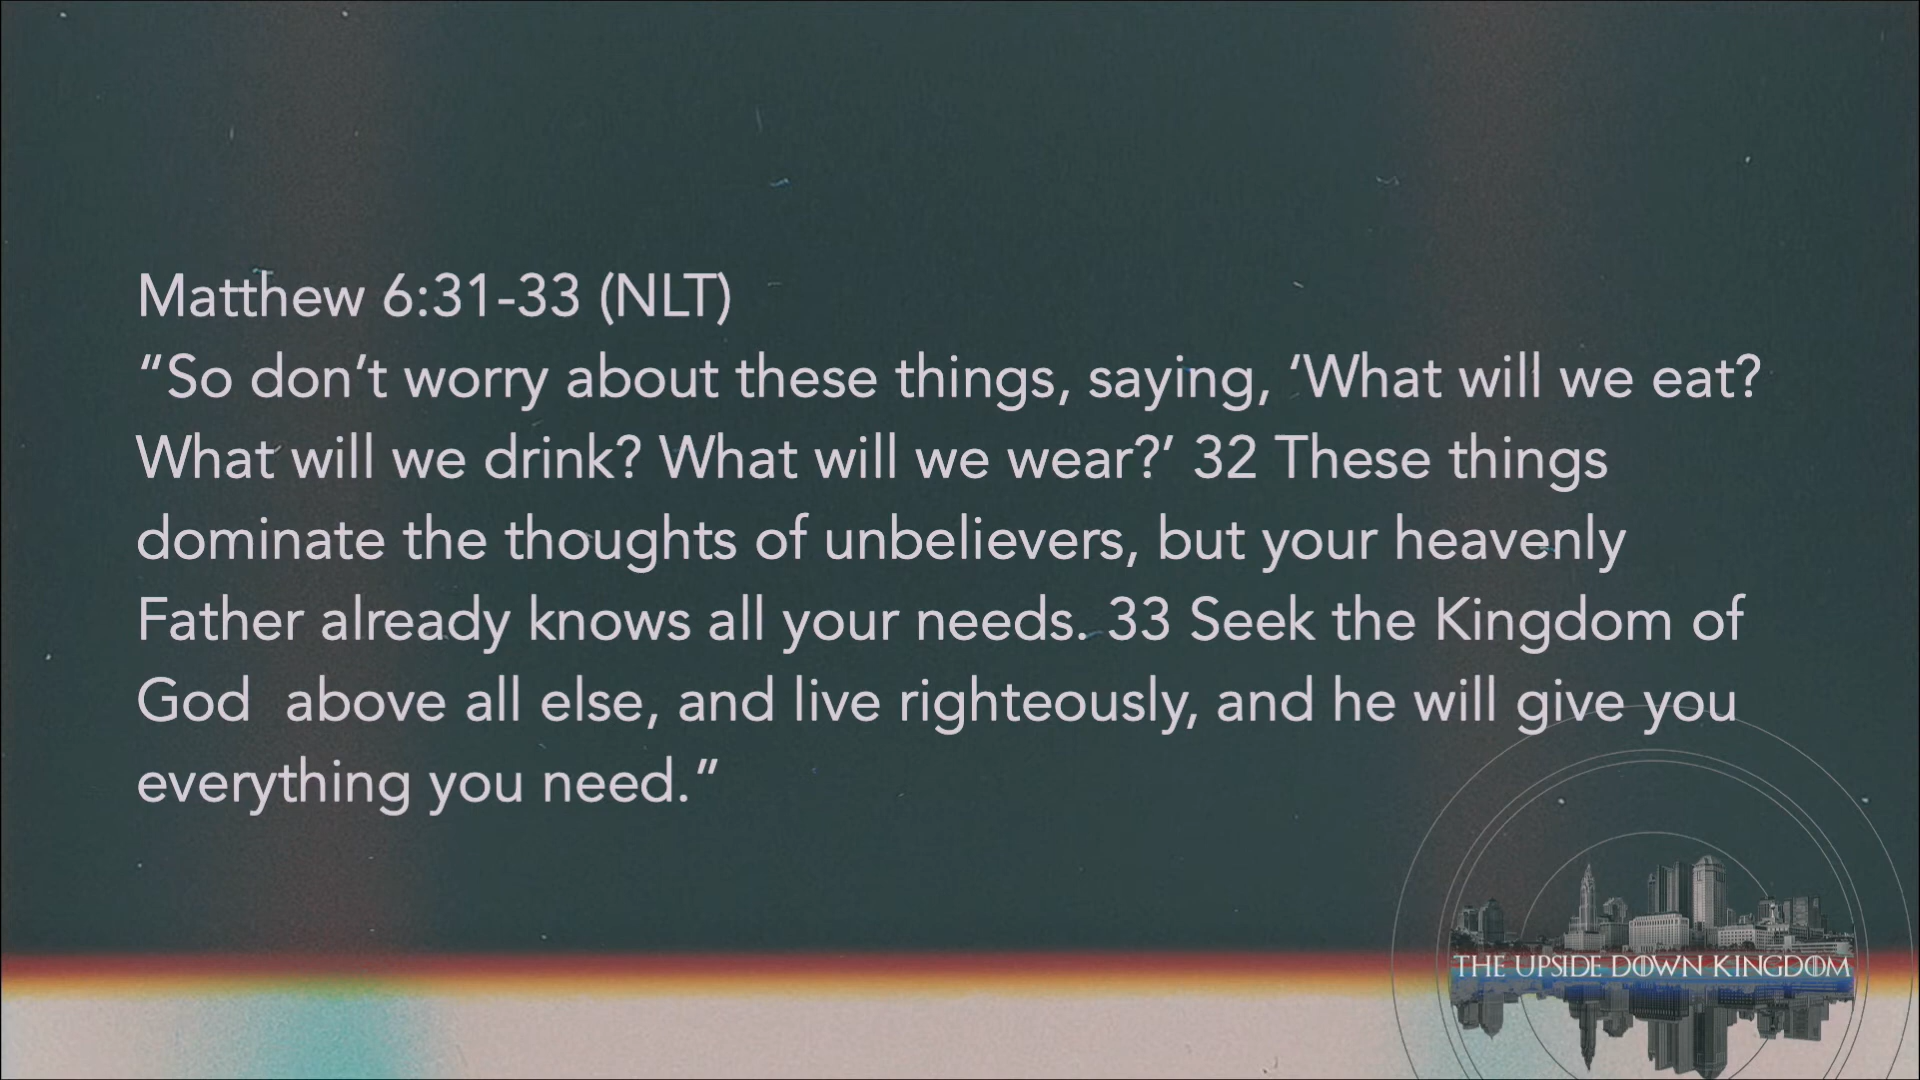 Matthew 6:31-33 (NLT)
“So don’t worry about these things, saying, ‘What will we eat?
What will we drink? What will we wear?’ 32 These things
dominate the thoughts of unbelievers, but your heavenly
Father already knows all your needs. 33 Seek the Kingdom of
God  above all else, and live righteously, and he will give you
everything you need.”
THE UPSIDE DOWN KINGDOM